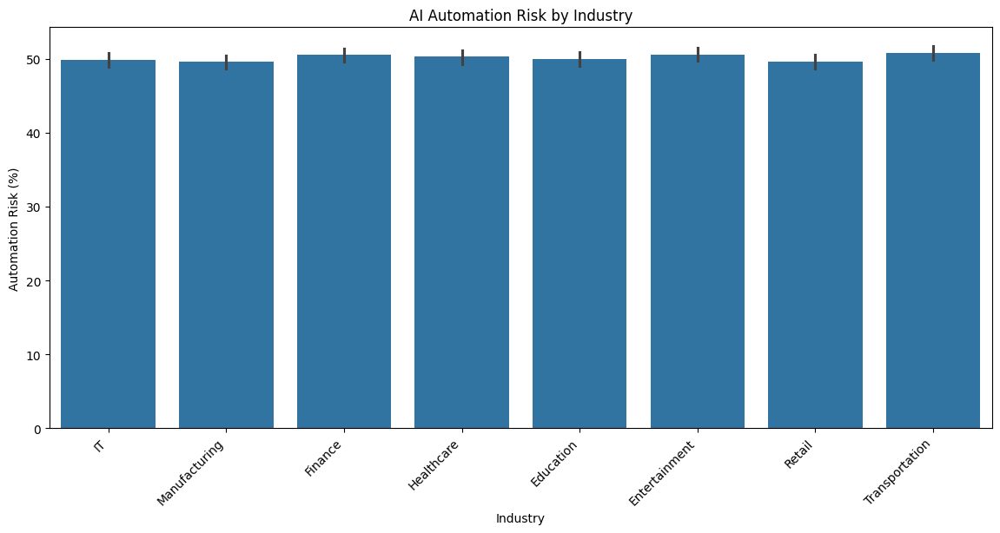 AI Automation Risk by Industry
Automation Risk (%)
50
40
30
20
10
0
IT
Manufacturing
Finance
Healthcare
Education
Entertainment
Retail
Transportation
Industry